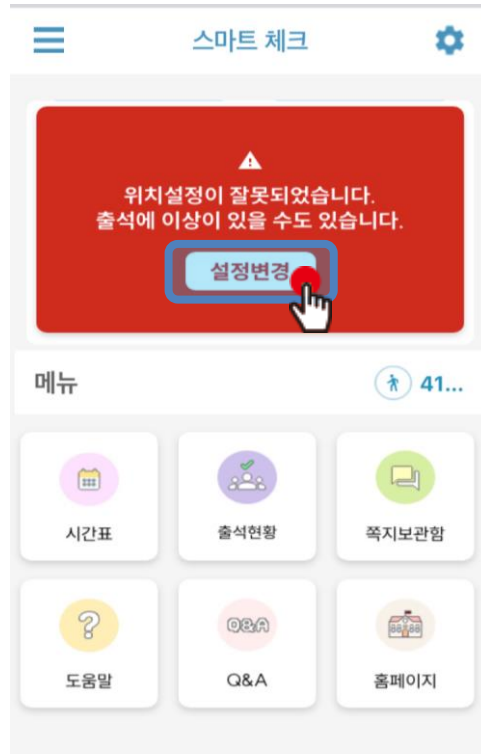 스마트 체크
위치설정이 잘못되었습니다.
출석에 이상이 있을 수도 있습니다.
설정변경
메뉴
41...
시간표
출석현황
쪽지보관함
Q&A
도움말
Q&A
홈페이지